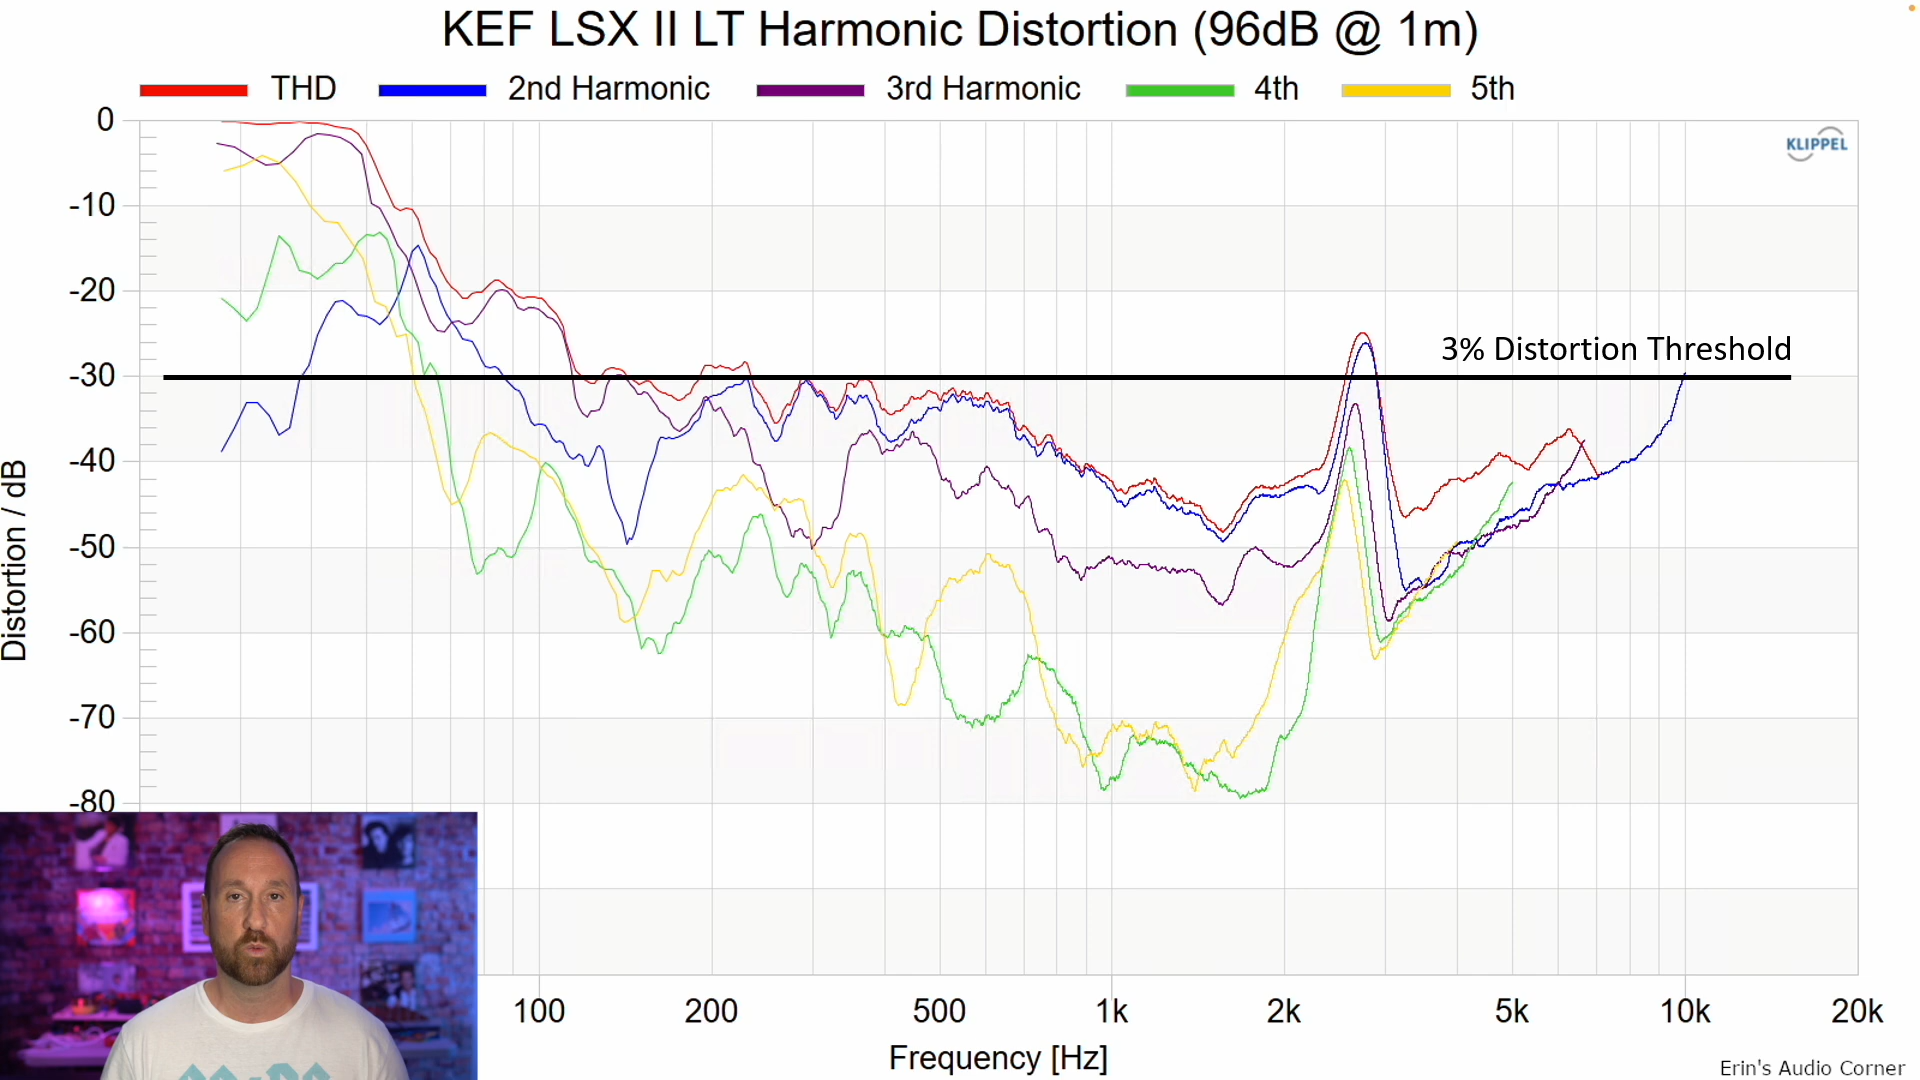 KEF LSX II LT Harmonic Distortion (96dB @ 1m)
THD 2nd Harmonic 3rd Harmonic 4th 5th
0
KLIPPEL
-10
-20
3% Distortion Threshold
-30
-40
-50
-60
-70
-80
Distortion / dB
100 200 500 1k 2k 5k 10k 20k
Frequency [Hz]
Erin's Audio Corner